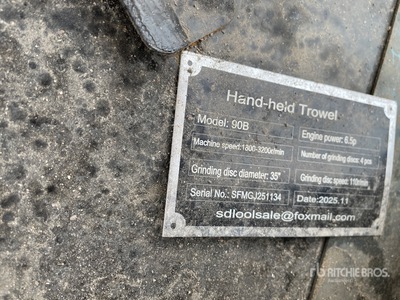 Hand-held Trowel
Model: 90B
Engine power: 6.5p
Machine speed:1800-3200r/min
Number of grinding discs: 4 pcs
Grinding disc diameter: 35"
Grinding disc speed: 110r/min
Serial No.: SFMGJ251134
Date:2025.11
sdloolsale@foxmail.com
RITCHIE BROS.